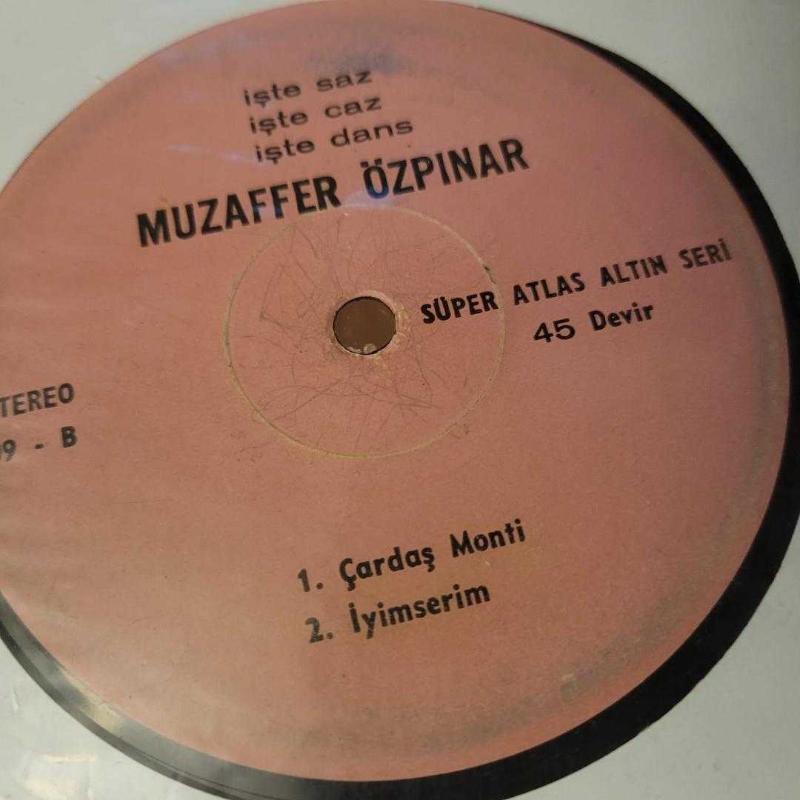 işte saz
işte caz
işte dans
MUZAFFER ÖZPINAR
SÜPER ATLAS ALTIN SERİ
45 Devir
TEREO
9 - B
1. Çardaş Monti
2. İyimserim